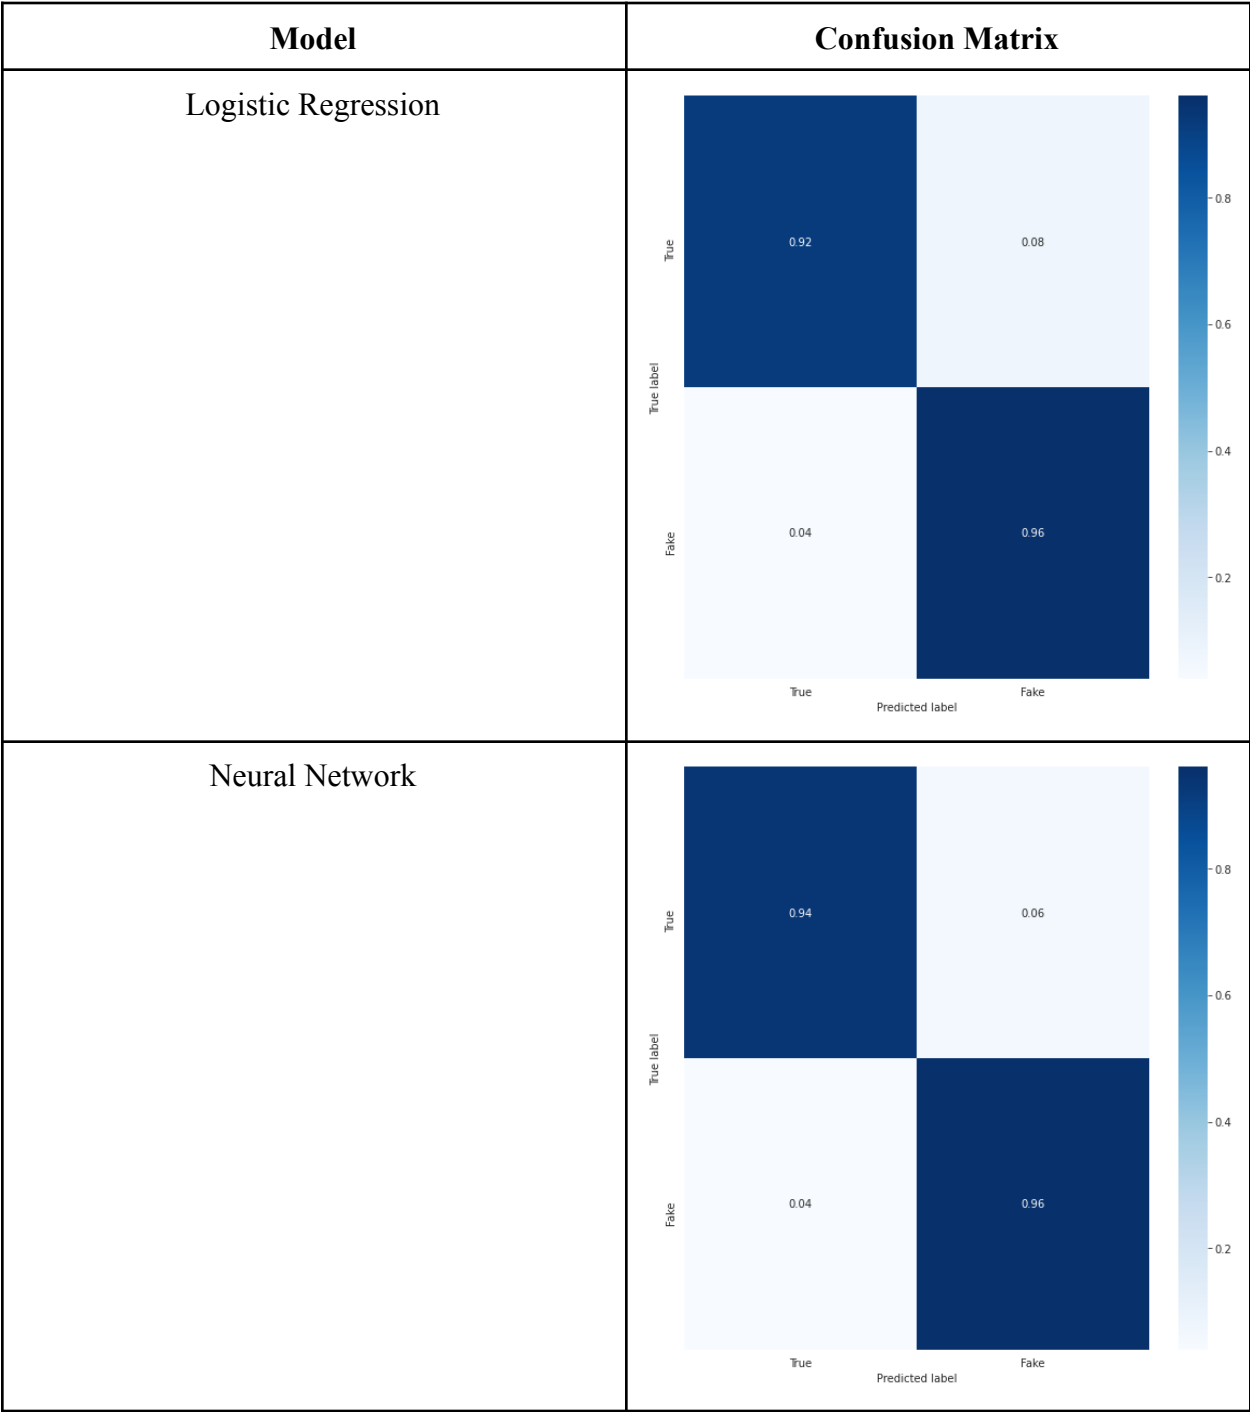 Model
Confusion Matrix
Logistic Regression
True
0.92
0.08
True label
Fake
0.04
0.96
True
Fake
Predicted label
0.8
0.6
0.4
0.2
Neural Network
True
0.94
0.06
True label
Fake
0.04
0.96
True
Fake
Predicted label
0.8
0.6
0.4
0.2